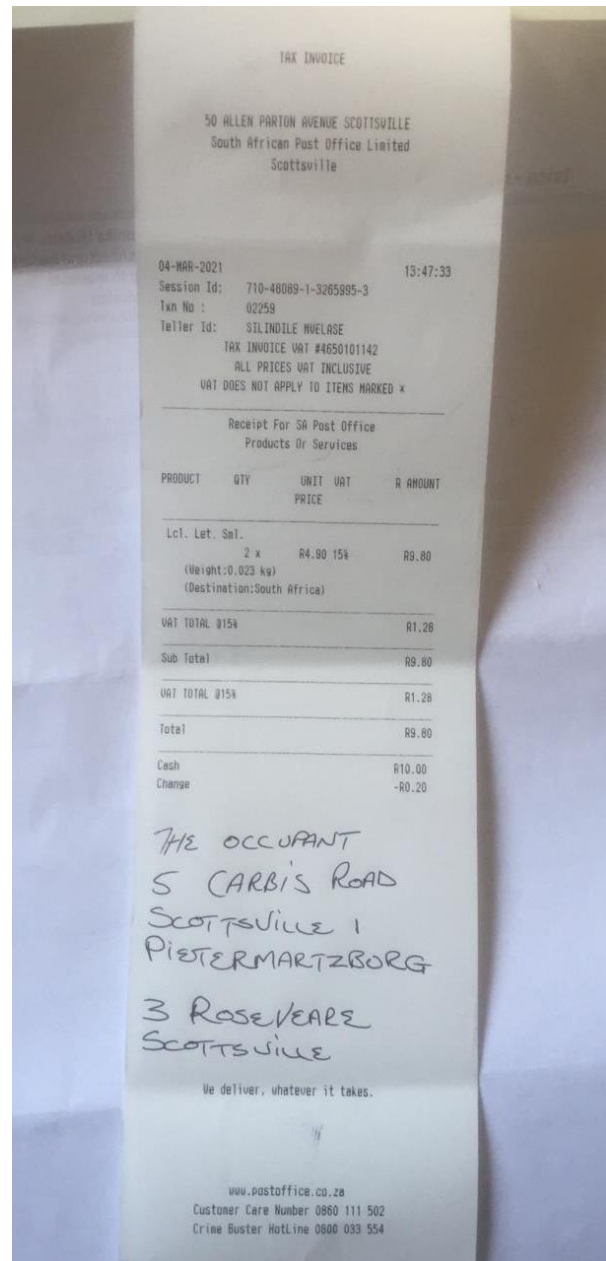 TAX INVOICE
50 ALLEN PARTON AVENUE SCOTTSVILLE
South African Post Office Limited
Scottsville
04-MAR-2021 13:47:33
Session Id: 710-48089-1-3265995-3
Txn No : 02259
Teller Id: SILINDILE MVELASE
TAX INVOICE VAT #4650101142
ALL PRICES VAT INCLUSIVE
VAT DOES NOT APPLY TO ITEMS MARKED *
Receipt For SA Post Office
Products Or Services
PRODUCT QTY UNIT VAT R AMOUNT
PRICE
Lcl. Let. Sml.
2 x R4.90 15% R9.80
(Weight:0.023 kg)
(Destination:South Africa)
VAT TOTAL @15% R1.28
Sub Total R9.80
VAT TOTAL @15% R1.28
Total R9.80
Cash R10.00
Change -R0.20
THE OCCUPANT
5 CARBIS ROAD
SCOTTSVILLE 1
PIETERMARTZBORG
3 ROSEVEARE
SCOTTSVILLE
We deliver, whatever it takes.
www.postoffice.co.za
Customer Care Number 0860 111 502
Crime Buster HotLine 0800 033 554